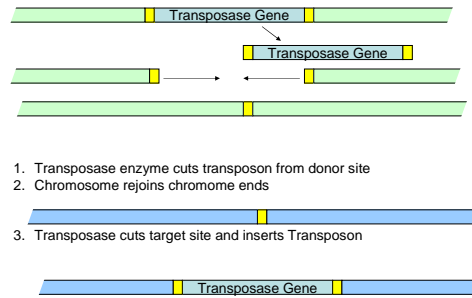 Transposase Gene
Transposase Gene
1. Transposase enzyme cuts transposon from donor site
2. Chromosome rejoins chromome ends
3. Transposase cuts target site and inserts Transposon
Transposase Gene